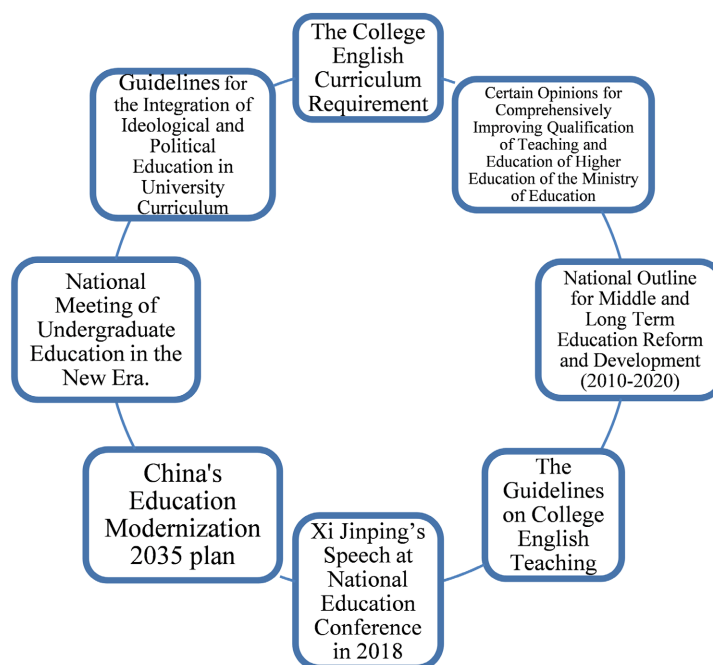 The College
English
Curriculum
Requirement
Certain Opinions for
Comprehensively
Improving Qualification
of Teaching and
Education of Higher
Education of the Ministry
of Education
National Outline
for Middle and
Long Term
Education Reform
and Development
(2010-2020)
The
Guidelines
on College
English
Teaching
Xi Jinping’s
Speech at
National
Education
Conference
in 2018
China's
Education
Modernization
2035 plan
National
Meeting of
Undergraduate
Education in the
New Era.
Guidelines for
the Integration of
Ideological and
Political
Education in
University
Curriculum